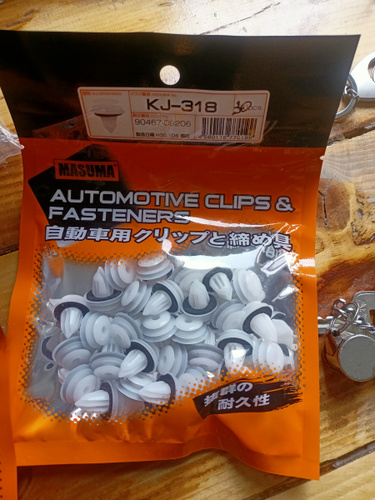 KJ-318
90467-08206
MASUMA
AUTOMOTIVE CLIPS &
FASTENERS
自動車用 クリップと締め具
抜群の
耐久性